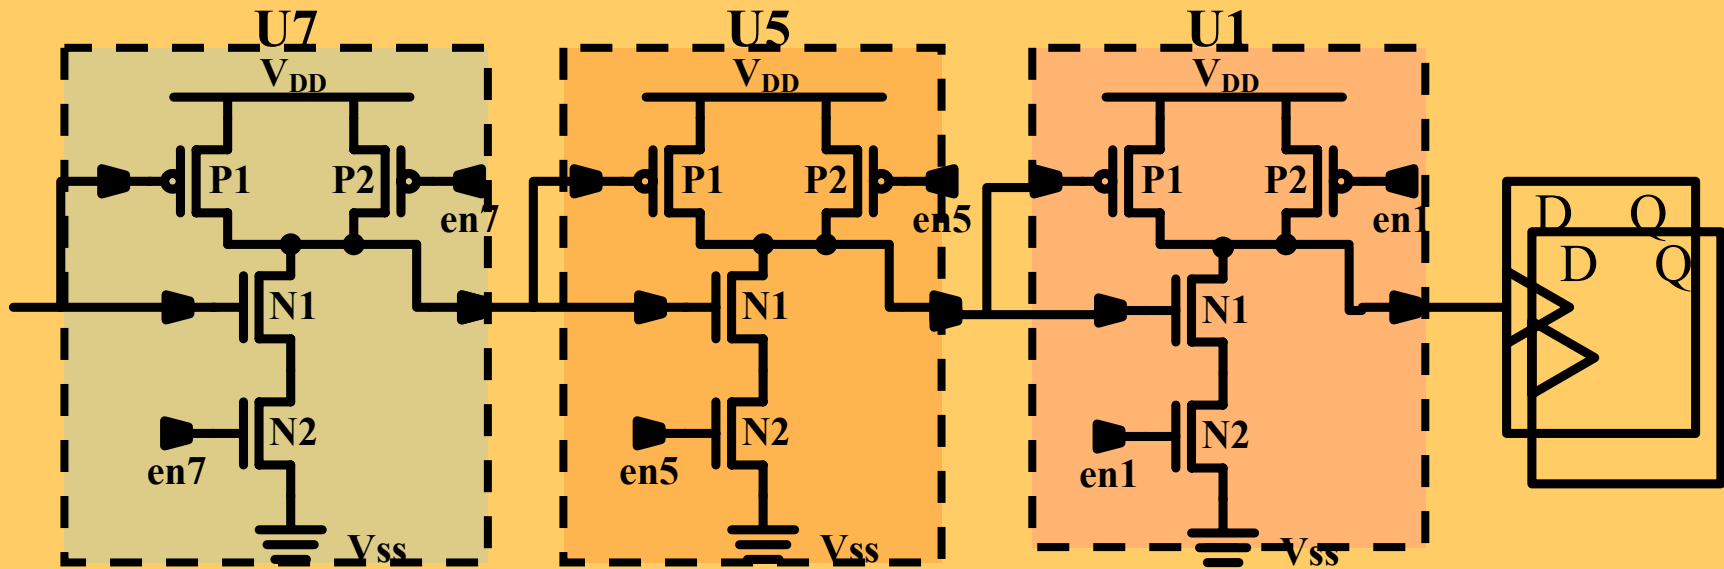 U7 U5 U1
VDD VDD VDD
P1 P2 P1 P2 P1 P2
en7 en5 en1
D Q
D Q
N1 N1 N1
N2 N2 N2
en7 en5 en1
Vss Vss Vss